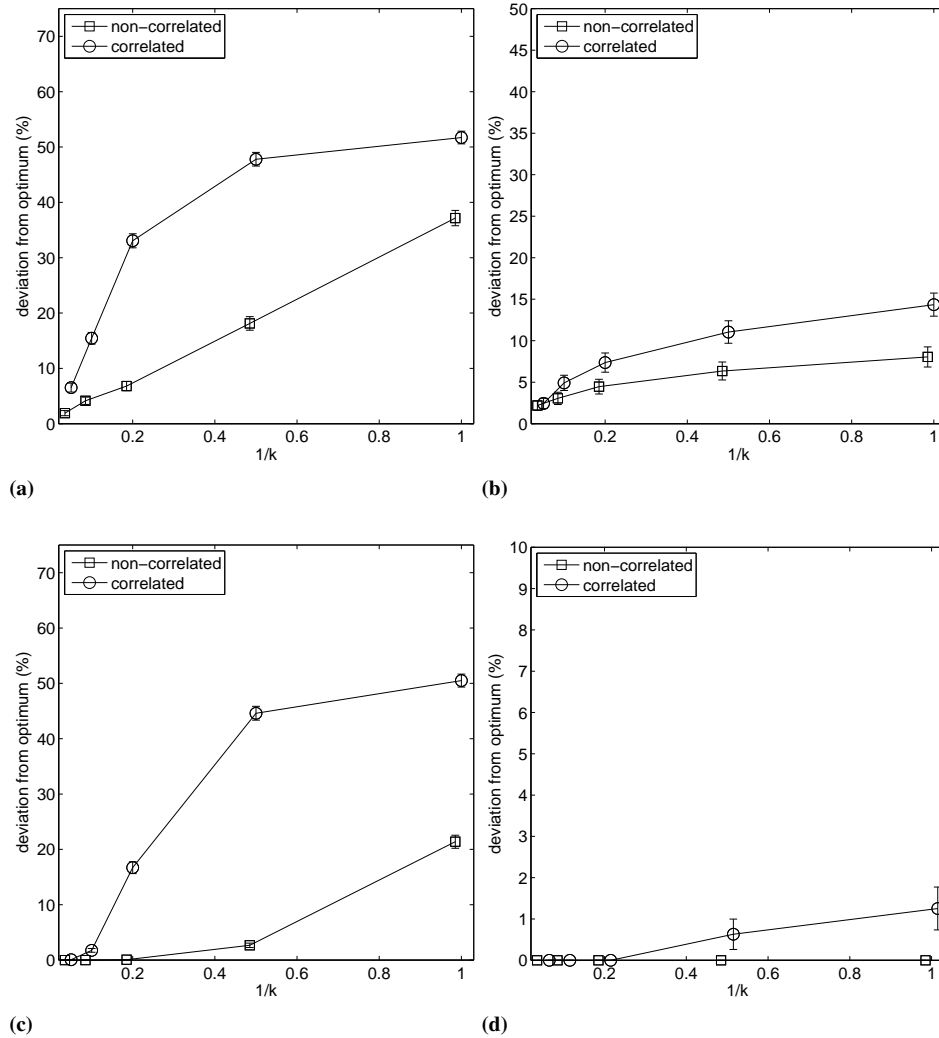 non−correlated
correlated
70
60
50
40
30
20
10
0
deviation from optimum (%)
0.2
0.4
0.6
0.8
1
1/k
(a)
non−correlated
correlated
50
45
40
35
30
25
20
15
10
5
0
deviation from optimum (%)
0.2
0.4
0.6
0.8
1
1/k
(b)
non−correlated
correlated
70
60
50
40
30
20
10
0
deviation from optimum (%)
0.2
0.4
0.6
0.8
1
1/k
(c)
non−correlated
correlated
10
9
8
7
6
5
4
3
2
1
0
deviation from optimum (%)
0.2
0.4
0.6
0.8
1
1/k
(d)